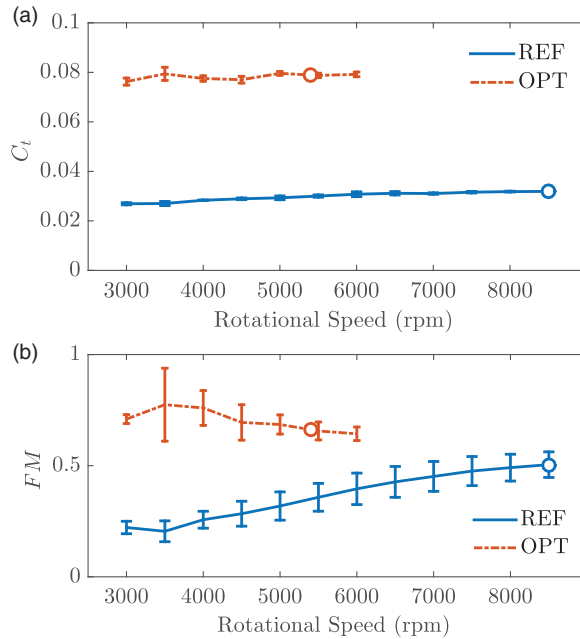 (a)
0.1
0.08
0.06
0.04
0.02
0
C_t
REF
OPT
3000 4000 5000 6000 7000 8000
Rotational Speed (rpm)
(b)
1
0.5
0
FM
REF
OPT
3000 4000 5000 6000 7000 8000
Rotational Speed (rpm)